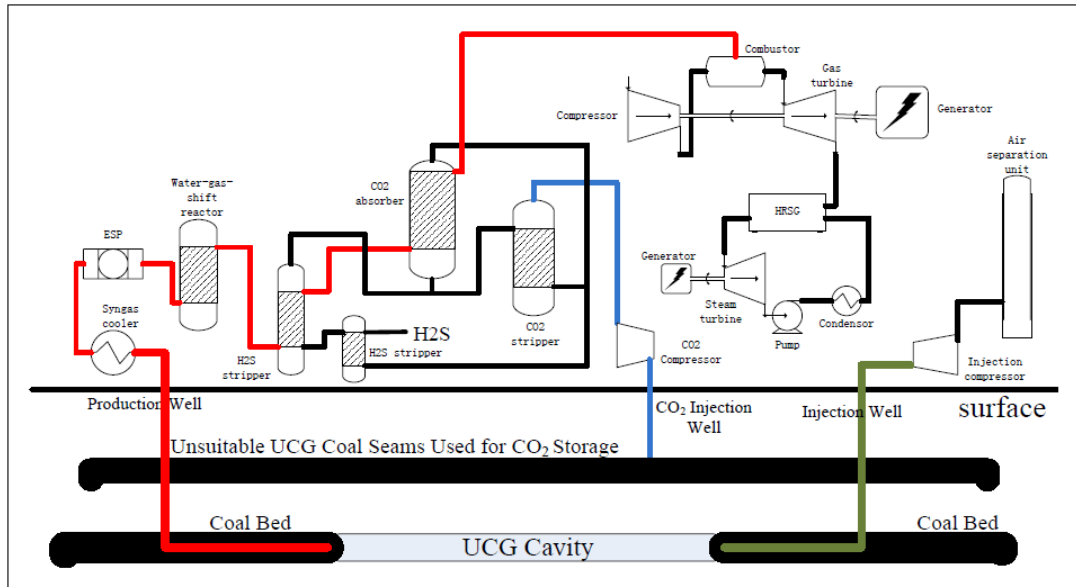 Combustor
Gas
turbine
Compressor
Generator
Air
separation
unit
Water-gas-
shift
reactor
CO2
absorber
ESP
HRSG
Generator
Syngas
cooler
Steam
turbine
Condensor
Pump
CO2
stripper
H2S
H2S stripper
H2S
stripper
CO2
Compressor
Injection
compressor
Production Well
CO₂ Injection
Well
Injection Well
surface
Unsuitable UCG Coal Seams Used for CO₂ Storage
Coal Bed
UCG Cavity
Coal Bed